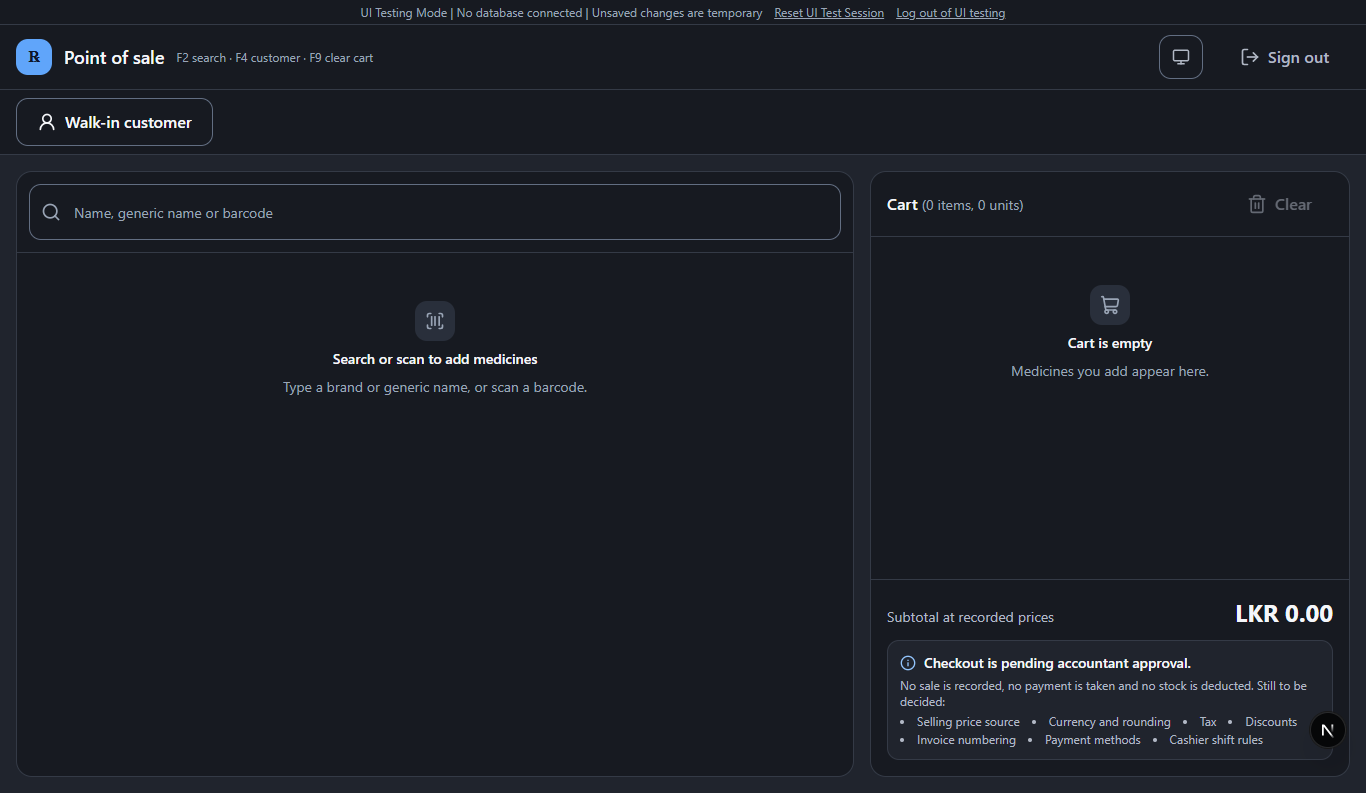 UI Testing Mode | No database connected | Unsaved changes are temporary Reset UI Test Session Log out of UI testing
℞ Point of sale F2 search · F4 customer · F9 clear cart Sign out
Walk-in customer
Name, generic name or barcode
Search or scan to add medicines
Type a brand or generic name, or scan a barcode.
Cart (0 items, 0 units) Clear
Cart is empty
Medicines you add appear here.
Subtotal at recorded prices LKR 0.00
Checkout is pending accountant approval.
No sale is recorded, no payment is taken and no stock is deducted. Still to be
decided:
• Selling price source • Currency and rounding • Tax • Discounts
• Invoice numbering • Payment methods • Cashier shift rules
N